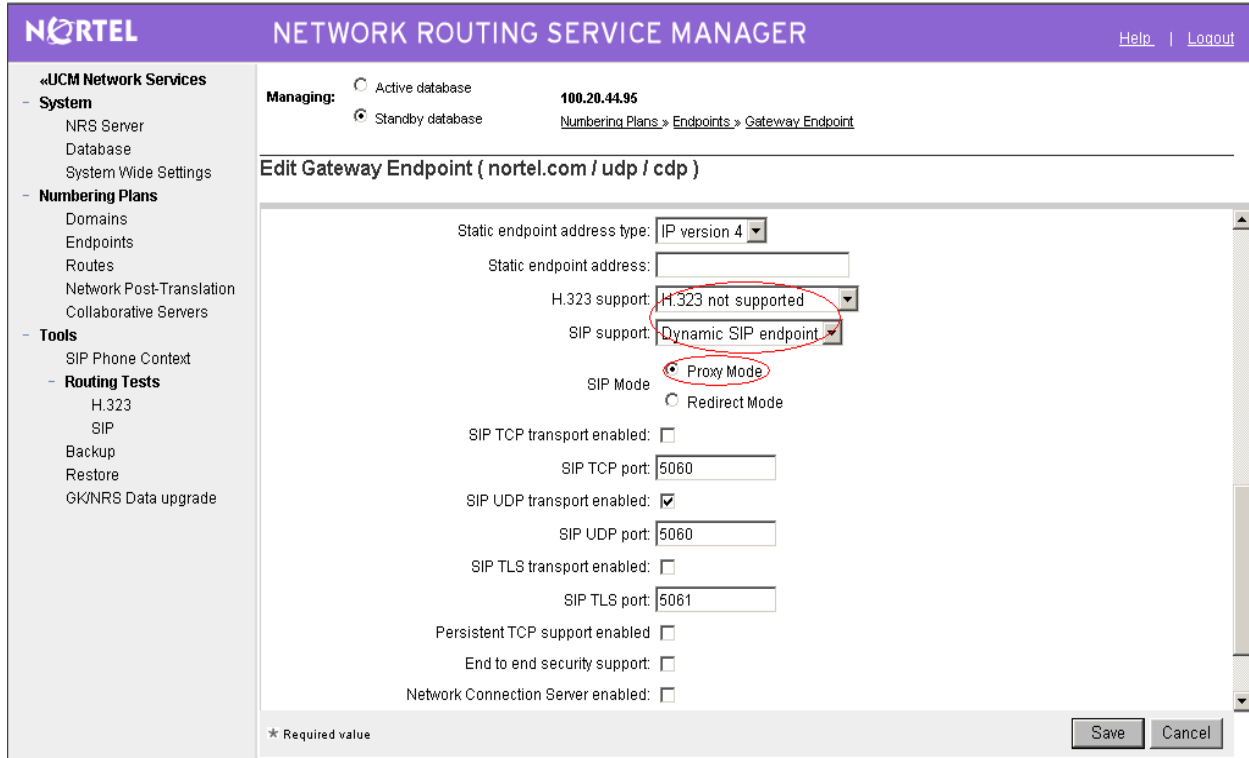 NORTEL
NETWORK ROUTING SERVICE MANAGER
Help | Logout
«UCM Network Services
- System
NRS Server
Database
System Wide Settings
- Numbering Plans
Domains
Endpoints
Routes
Network Post-Translation
Collaborative Servers
- Tools
SIP Phone Context
- Routing Tests
H.323
SIP
Backup
Restore
GK/NRS Data upgrade
Managing:
Active database
Standby database
100.20.44.95
Numbering Plans » Endpoints » Gateway Endpoint
Edit Gateway Endpoint ( nortel.com / udp / cdp )
Static endpoint address type: IP version 4
Static endpoint address:
H.323 support: H.323 not supported
SIP support: Dynamic SIP endpoint
SIP Mode
Proxy Mode
Redirect Mode
SIP TCP transport enabled:
SIP TCP port: 5060
SIP UDP transport enabled:
SIP UDP port: 5060
SIP TLS transport enabled:
SIP TLS port: 5061
Persistent TCP support enabled
End to end security support:
Network Connection Server enabled:
* Required value
Save
Cancel